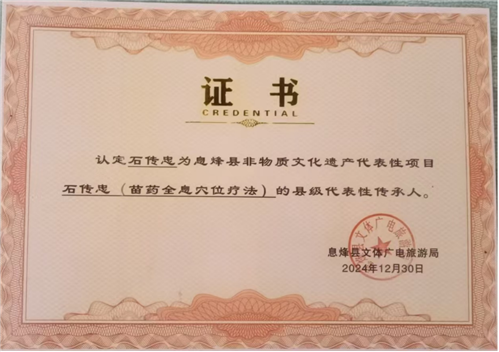 证书
CREDENTIAL
认定石传忠为息烽县非物质文化遗产代表性项目
石传忠（苗药全息穴位疗法）的县级代表性传承人。
息烽县文体广电旅游局
2024年12月30日